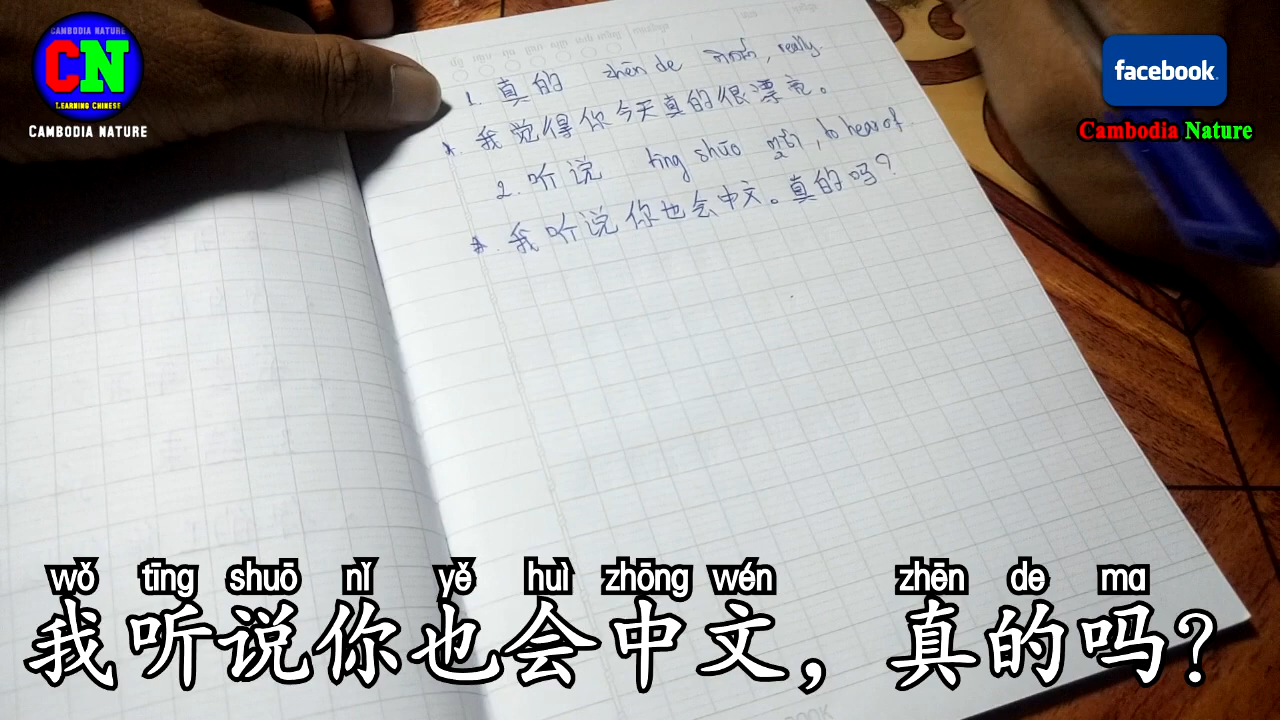 CAMBODIA NATURE
CN
LEARNING CHINESE
CAMBODIA NATURE
facebook
Cambodia Nature
1. 真的 zhēn de ពិតជា, really.
*. 我觉得你今天真的很漂亮。
2. 听说 tīng shūo ឮថា, to hear of.
*. 我听说你也会中文。真的吗?
wǒ tīng shuō nǐ yě huì zhōng wén zhēn de ma
我听说你也会中文，真的吗?